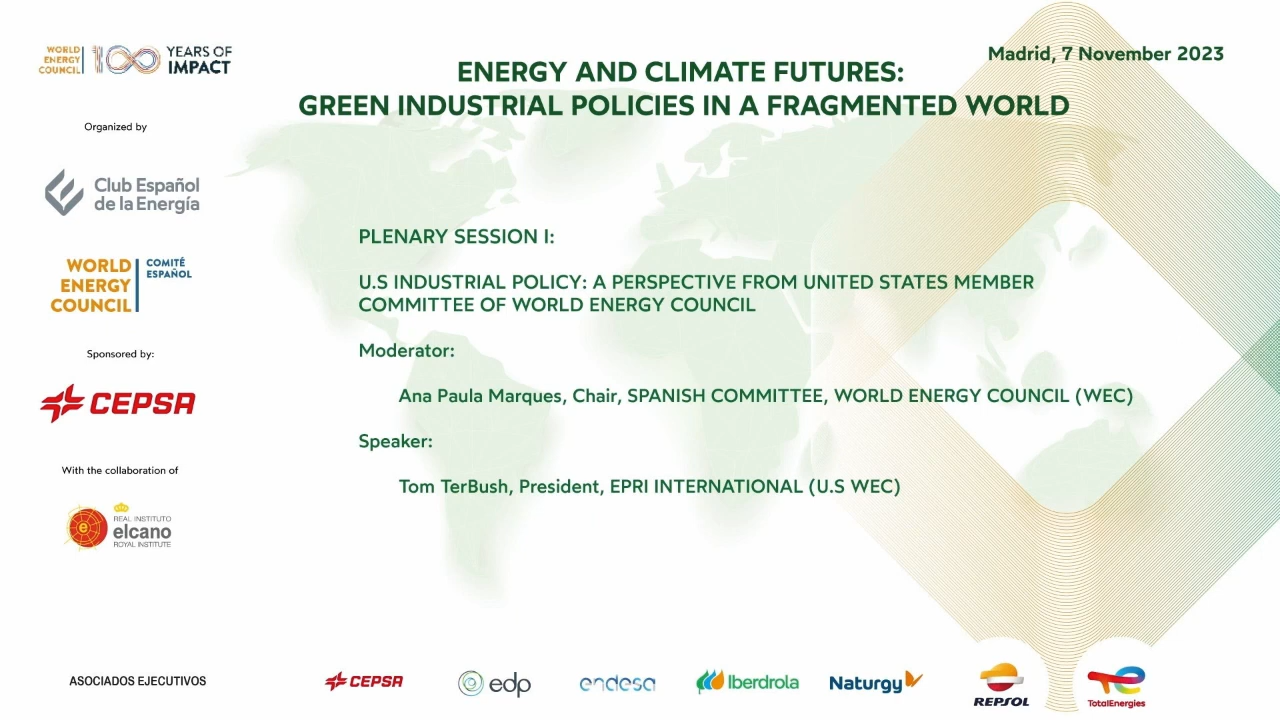 WORLD
ENERGY
COUNCIL
100
YEARS OF
IMPACT
Madrid, 7 November 2023
ENERGY AND CLIMATE FUTURES:
GREEN INDUSTRIAL POLICIES IN A FRAGMENTED WORLD
Organized by
Club Español
de la Energía
WORLD
ENERGY
COUNCIL
COMITÉ
ESPAÑOL
Sponsored by:
CEPSA
With the collaboration of
REAL INSTITUTO
elcano
ROYAL INSTITUTE
PLENARY SESSION I:
U.S INDUSTRIAL POLICY: A PERSPECTIVE FROM UNITED STATES MEMBER
COMMITTEE OF WORLD ENERGY COUNCIL
Moderator:
Ana Paula Marques, Chair, SPANISH COMMITTEE, WORLD ENERGY COUNCIL (WEC)
Speaker:
Tom TerBush, President, EPRI INTERNATIONAL (U.S WEC)
ASOCIADOS EJECUTIVOS
CEPSA
edp
endesa
Iberdrola
Naturgy
REPSOL
TotalEnergies